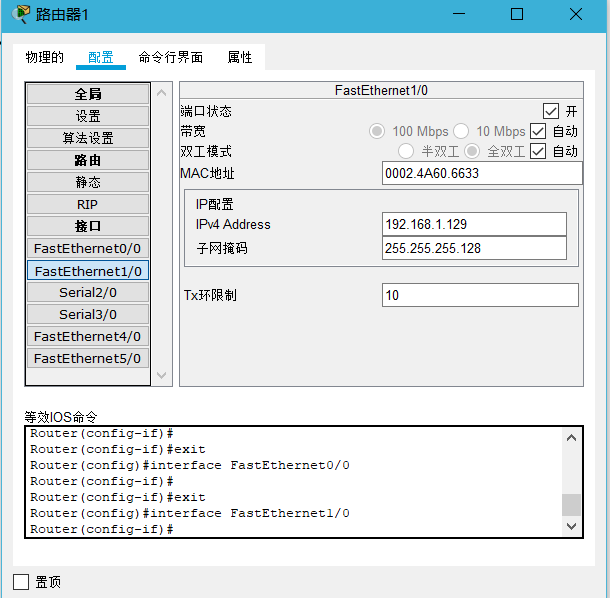 路由器1
物理的 配置 命令行界面 属性
全局
设置
算法设置
路由
静态
RIP
接口
FastEthernet0/0
FastEthernet1/0
Serial2/0
Serial3/0
FastEthernet4/0
FastEthernet5/0
FastEthernet1/0
端口状态 开
带宽 100 Mbps 10 Mbps 自动
双工模式 半双工 全双工 自动
MAC地址 0002.4A60.6633
IP配置
IPv4 Address 192.168.1.129
子网掩码 255.255.255.128
Tx环限制 10
等效IOS命令
Router(config-if)#
Router(config-if)#exit
Router(config)#interface FastEthernet0/0
Router(config-if)#
Router(config-if)#exit
Router(config)#interface FastEthernet1/0
Router(config-if)#
置顶